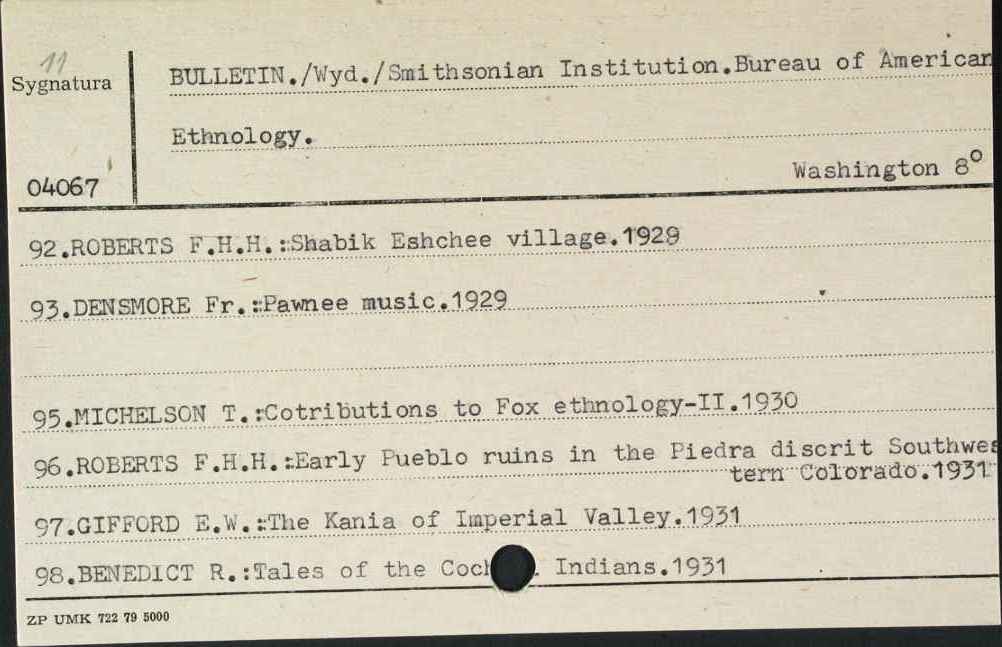 11
Sygnatura
04067
BULLETIN./Wyd./Smithsonian Institution.Bureau of American
Ethnology.
Washington 8º
92.ROBERTS F.H.H.:Shabik Eshchee village.1929
93.DENSMORE Fr.:Pawnee music.1929
95.MICHELSON T.:Cotributions to Fox ethnology-II.1930
96.ROBERTS F.H.H.:Early Pueblo ruins in the Piedra discrit Southwes
tern Colorado.1931
97.GIFFORD E.W.:The Kania of Imperial Valley.1931
98.BENEDICT R.:Tales of the Indians.1931
ZP UMK 722 79 5000